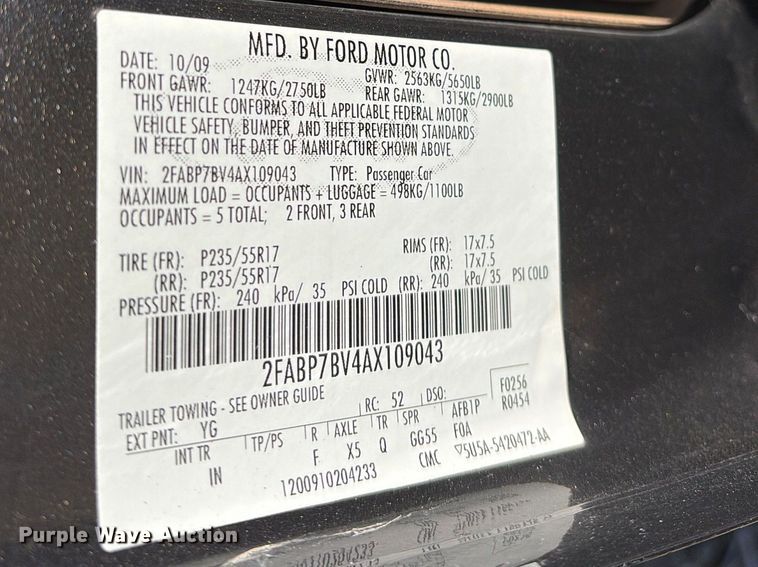 MFD. BY FORD MOTOR CO.
DATE: 10/09 GVWR: 2563KG/5650LB
FRONT GAWR: 1247KG/2750LB REAR GAWR: 1315KG/2900LB
THIS VEHICLE CONFORMS TO ALL APPLICABLE FEDERAL MOTOR
VEHICLE SAFETY, BUMPER, AND THEFT PREVENTION STANDARDS
IN EFFECT ON THE DATE OF MANUFACTURE SHOWN ABOVE.
VIN: 2FABP7BV4AX109043 TYPE: Passenger Car
MAXIMUM LOAD = OCCUPANTS + LUGGAGE = 498KG/1100LB
OCCUPANTS = 5 TOTAL; 2 FRONT, 3 REAR
TIRE (FR): P235/55R17 RIMS (FR): 17x7.5
(RR): P235/55R17 (RR): 17x7.5
PRESSURE (FR): 240 kPa/ 35 PSI COLD (RR): 240 kPa/ 35 PSI COLD
2FABP7BV4AX109043
TRAILER TOWING - SEE OWNER GUIDE
EXT PNT: YG RC: 52 DSO: F0256
INT TR TP/PS R AXLE TR SPR AFB1P R0454
IN F X5 Q GG55 F0A
1200910204233 CMC 5U5A-5420472-AA
Purple Wave Auction